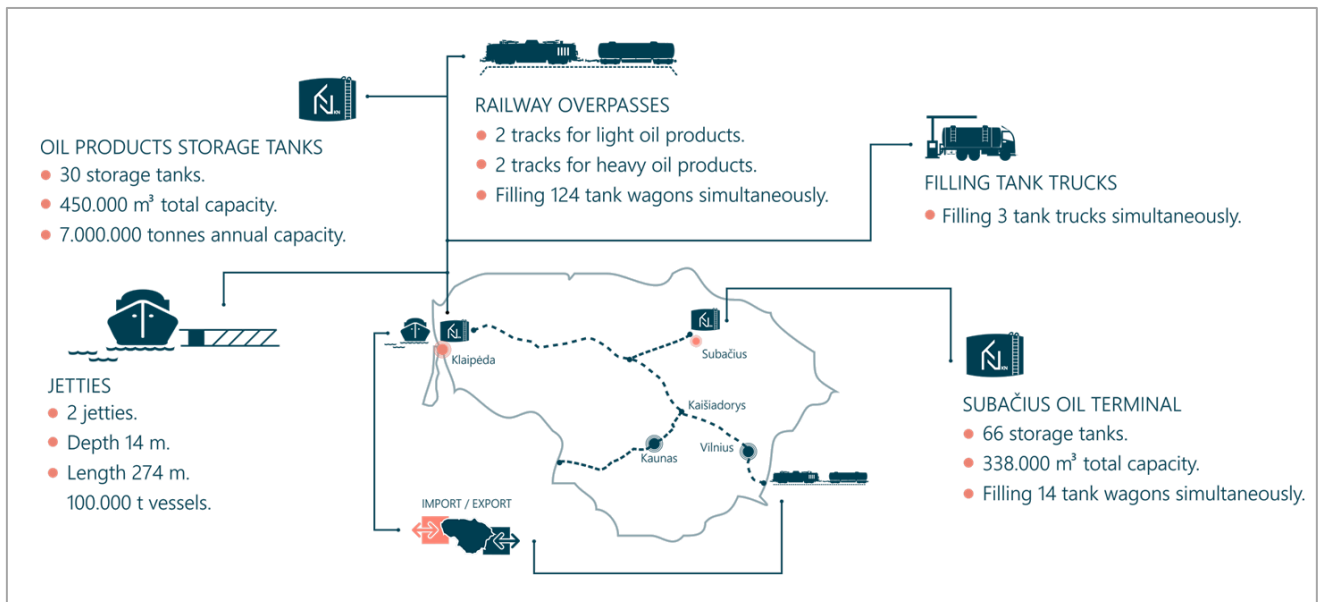 RAILWAY OVERPASSES
2 tracks for light oil products.
2 tracks for heavy oil products.
Filling 124 tank wagons simultaneously.
OIL PRODUCTS STORAGE TANKS
30 storage tanks.
450.000 m³ total capacity.
7.000.000 tonnes annual capacity.
FILLING TANK TRUCKS
Filling 3 tank trucks simultaneously.
JETTIES
2 jetties.
Depth 14 m.
Length 274 m.
100.000 t vessels.
Klaipėda
Subačius
Kaišiadorys
Kaunas
Vilnius
IMPORT / EXPORT
KN
SUBAČIUS OIL TERMINAL
66 storage tanks.
338.000 m³ total capacity.
Filling 14 tank wagons simultaneously.